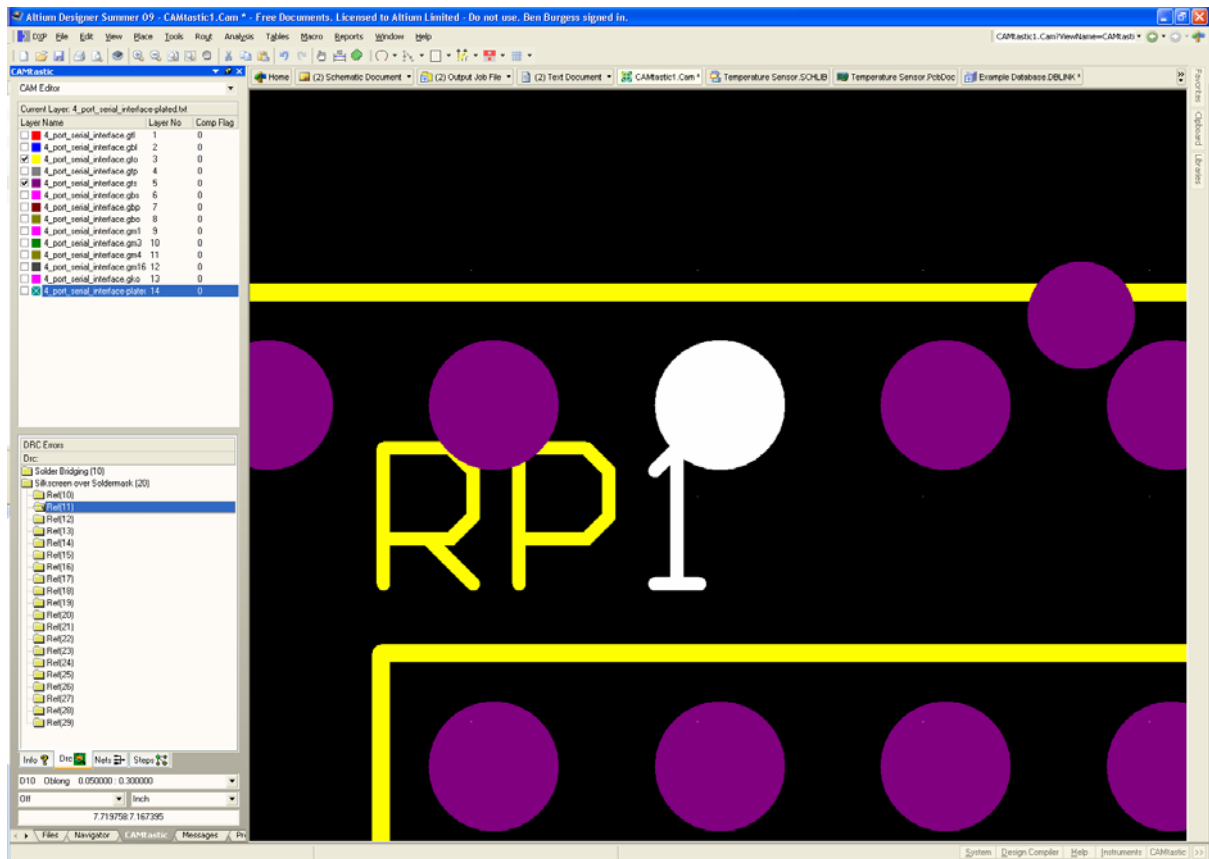 Altium Designer Summer 09 - CAMtastic1.Cam * - Free Documents. Licensed to Altium Limited - Do not use. Ben Burgess signed in.
DXP File Edit View Place Tools Rout Analysis Tables Macro Reports Window Help
CAMtastic1.Cam?ViewName=CAMtasti
CAMtastic
Home (2) Schematic Document (2) Output Job File (2) Text Document CAMtastic1.Cam * Temperature Sensor.SCHLIB Temperature Sensor.PcbDoc Example Database.DBLINK *
Favorites
Clipboard
Libraries
CAM Editor
Current Layer: 4_port_serial_interface-plated.txt
Layer Name Layer No Comp Flag
4_port_serial_interface.gtl 1 0
4_port_serial_interface.gbl 2 0
4_port_serial_interface.gto 3 0
4_port_serial_interface.gtp 4 0
4_port_serial_interface.gts 5 0
4_port_serial_interface.gbs 6 0
4_port_serial_interface.gbp 7 0
4_port_serial_interface.gbo 8 0
4_port_serial_interface.gm1 9 0
4_port_serial_interface.gm3 10 0
4_port_serial_interface.gm4 11 0
4_port_serial_interface.gm16 12 0
4_port_serial_interface.gko 13 0
4_port_serial_interface-plate 14 0
RP1
DRC Errors
Drc:
Solder Bridging (10)
Silkscreen over Soldermask (20)
Ref(10)
Ref(11)
Ref(12)
Ref(13)
Ref(14)
Ref(15)
Ref(16)
Ref(17)
Ref(18)
Ref(19)
Ref(20)
Ref(21)
Ref(22)
Ref(23)
Ref(24)
Ref(25)
Ref(26)
Ref(27)
Ref(28)
Ref(29)
Info Drc Nets Steps
D10 Oblong 0.050000 : 0.300000
Off Inch
7.719758:7.167395
Files Navigator CAMtastic Messages Pr
System Design Compiler Help Instruments CAMtastic >>